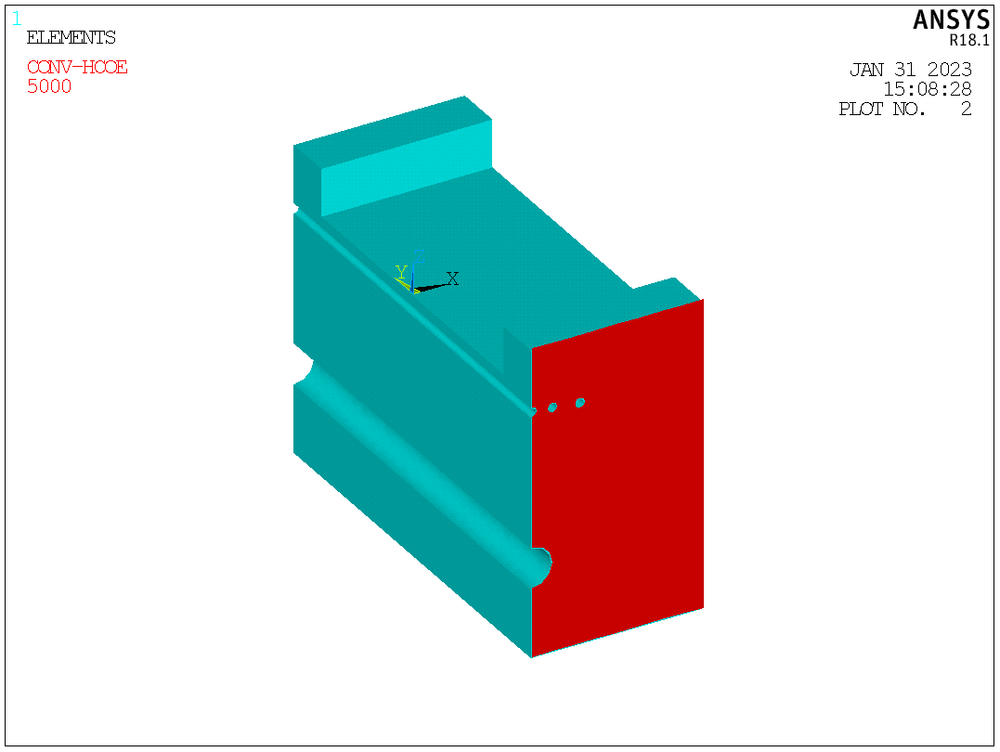 1
ELEMENTS
CONV-HCOE
5000
ANSYS
R18.1
JAN 31 2023
15:08:28
PLOT NO. 2
Y
Z
X